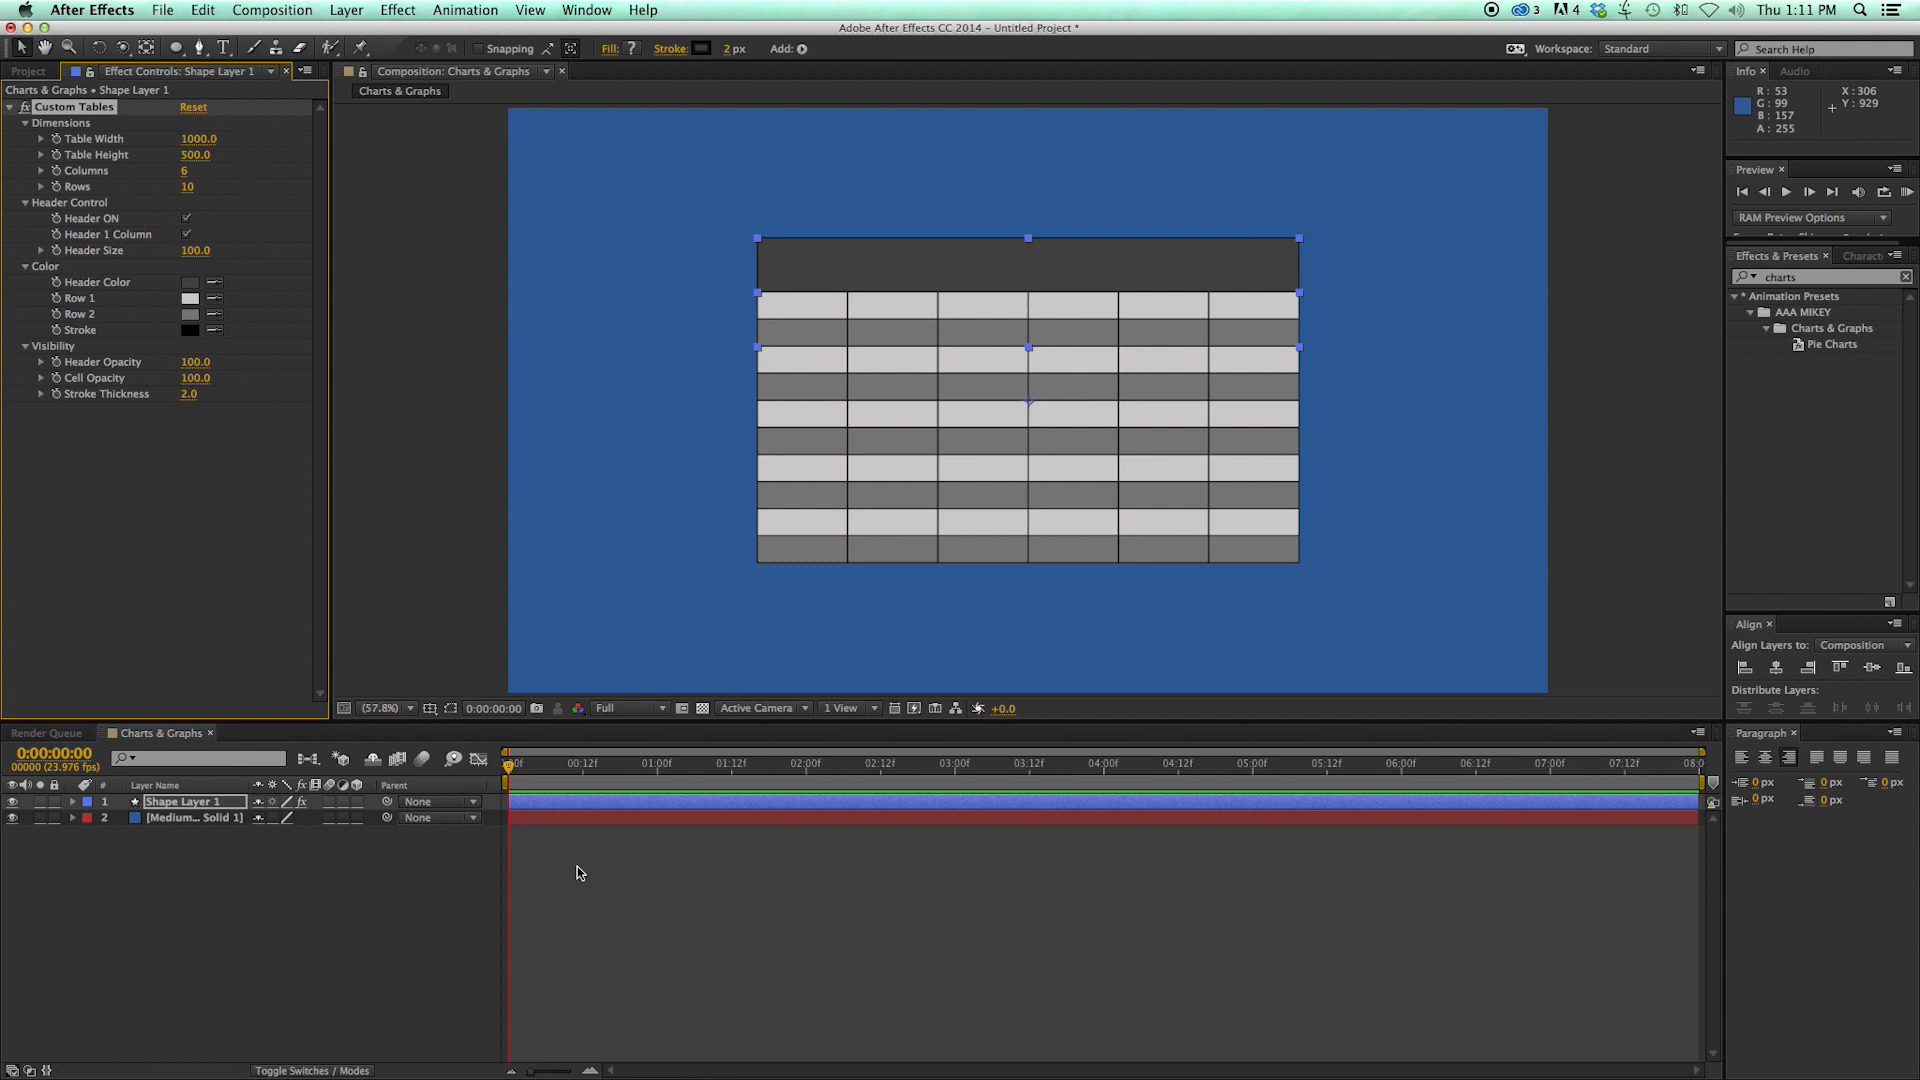 After Effects File Edit Composition Layer Effect Animation View Window Help 3 4 Thu 1:11 PM
Adobe After Effects CC 2014 - Untitled Project *
Snapping Fill: ? Stroke: 2 px Add: Workspace: Standard Search Help
Project Effect Controls: Shape Layer 1 × Composition: Charts & Graphs × Info × Audio
Charts & Graphs • Shape Layer 1
Charts & Graphs
fx Custom Tables Reset
Dimensions
Table Width 1000.0
Table Height 500.0
Columns 6
Rows 10
Header Control
Header ON
Header 1 Column
Header Size 100.0
Color
Header Color
Row 1
Row 2
Stroke
Visibility
Header Opacity 100.0
Cell Opacity 100.0
Stroke Thickness 2.0
R: 53 X: 306
G: 99 Y: 929
B: 157
A: 255
Preview ×
RAM Preview Options
Effects & Presets × Charact
charts
* Animation Presets
AAA MIKEY
Charts & Graphs
Pie Charts
Align ×
Align Layers to: Composition
Distribute Layers:
(57.8%) 0:00:00:00 Full Active Camera 1 View +0.0
Render Queue Charts & Graphs × Paragraph ×
0:00:00:00
00000 (23.976 fps)
00:12f 01:00f 01:12f 02:00f 02:12f 03:00f 03:12f 04:00f 04:12f 05:00f 05:12f 06:00f 06:12f 07:00f 07:12f 08:0
# Layer Name fx Parent
1 Shape Layer 1 fx None
2 [Medium... Solid 1] None
0 px 0 px 0 px
0 px 0 px
Toggle Switches / Modes